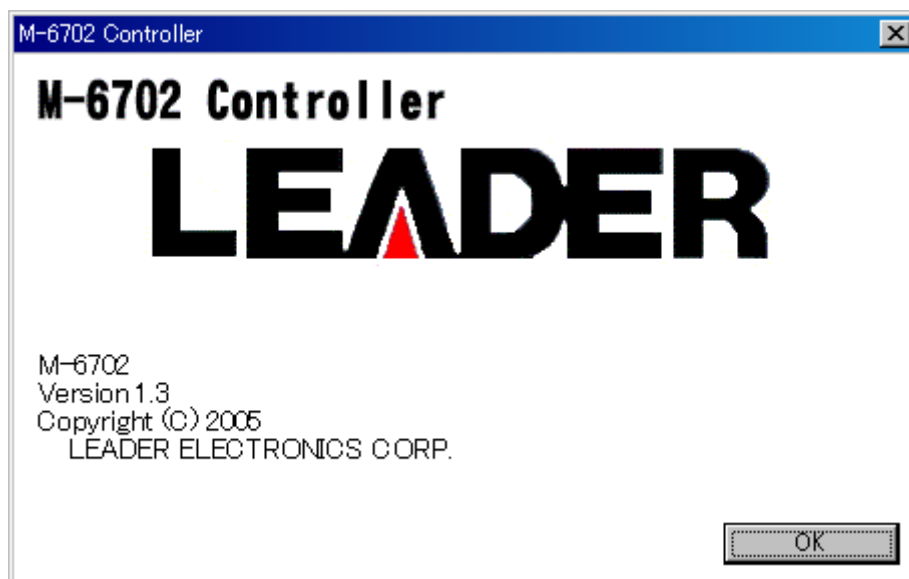 M-6702 Controller
M-6702 Controller
LEADER
M-6702
Version 1.3
Copyright (C) 2005
LEADER ELECTRONICS CORP.
OK